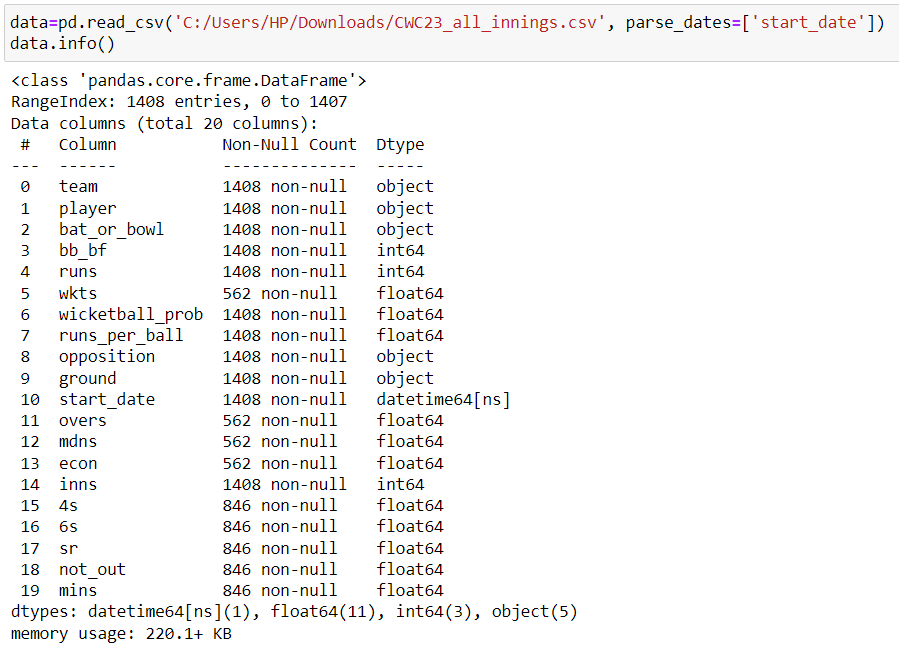 data=pd.read_csv('C:/Users/HP/Downloads/CWC23_all_innings.csv', parse_dates=['start_date'])
data.info()
<class 'pandas.core.frame.DataFrame'>
RangeIndex: 1408 entries, 0 to 1407
Data columns (total 20 columns):
 #   Column           Non-Null Count  Dtype
---  ------           --------------  -----
 0   team             1408 non-null   object
 1   player           1408 non-null   object
 2   bat_or_bowl      1408 non-null   object
 3   bb_bf            1408 non-null   int64
 4   runs             1408 non-null   int64
 5   wkts             562 non-null    float64
 6   wicketball_prob  1408 non-null   float64
 7   runs_per_ball    1408 non-null   float64
 8   opposition       1408 non-null   object
 9   ground           1408 non-null   object
 10  start_date       1408 non-null   datetime64[ns]
 11  overs            562 non-null    float64
 12  mdns             562 non-null    float64
 13  econ             562 non-null    float64
 14  inns             1408 non-null   int64
 15  4s               846 non-null    float64
 16  6s               846 non-null    float64
 17  sr               846 non-null    float64
 18  not_out          846 non-null    float64
 19  mins             846 non-null    float64
dtypes: datetime64[ns](1), float64(11), int64(3), object(5)
memory usage: 220.1+ KB